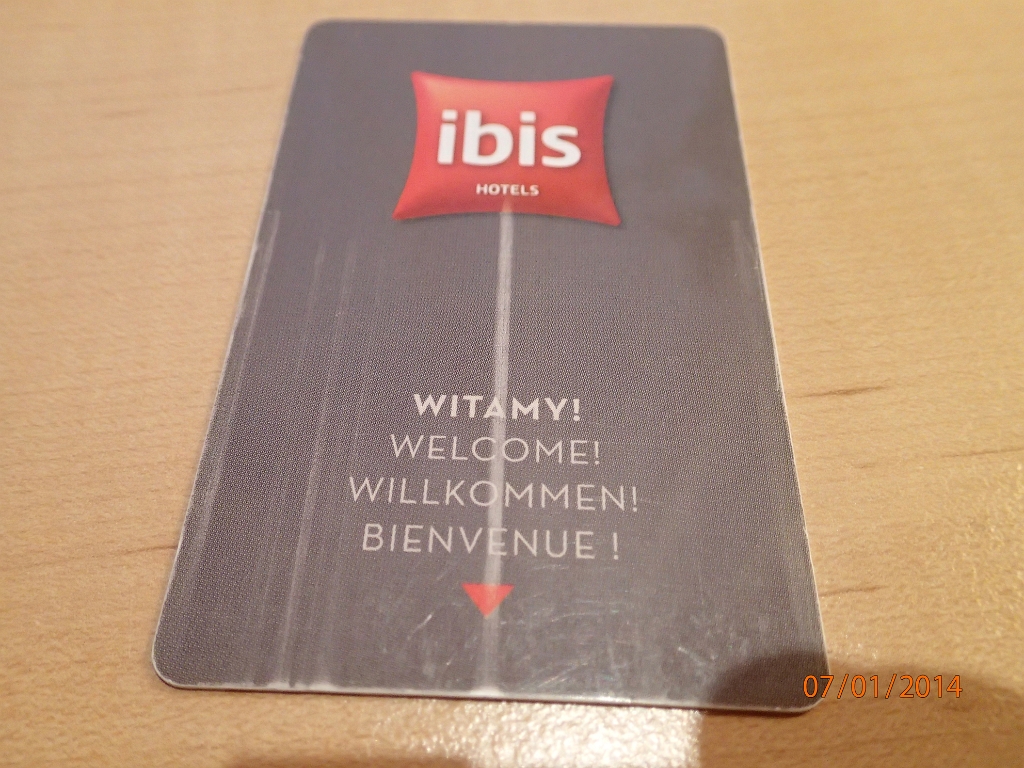 ibis
HOTELS
WITAMY!
WELCOME!
WILLKOMMEN!
BIENVENUE !
07/01/2014